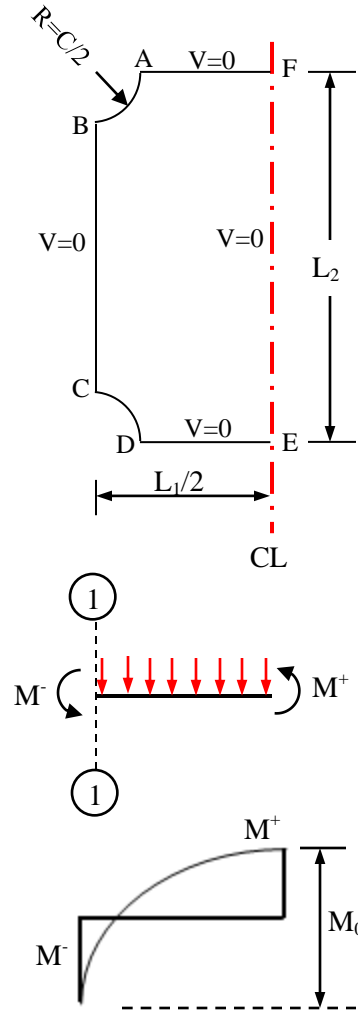 R=C/2
A
V=0
F
B
V=0
V=0
L₂
C
D
V=0
E
L₁/2
CL
1
M⁻
M⁺
1
M⁺
M⁻
M₀